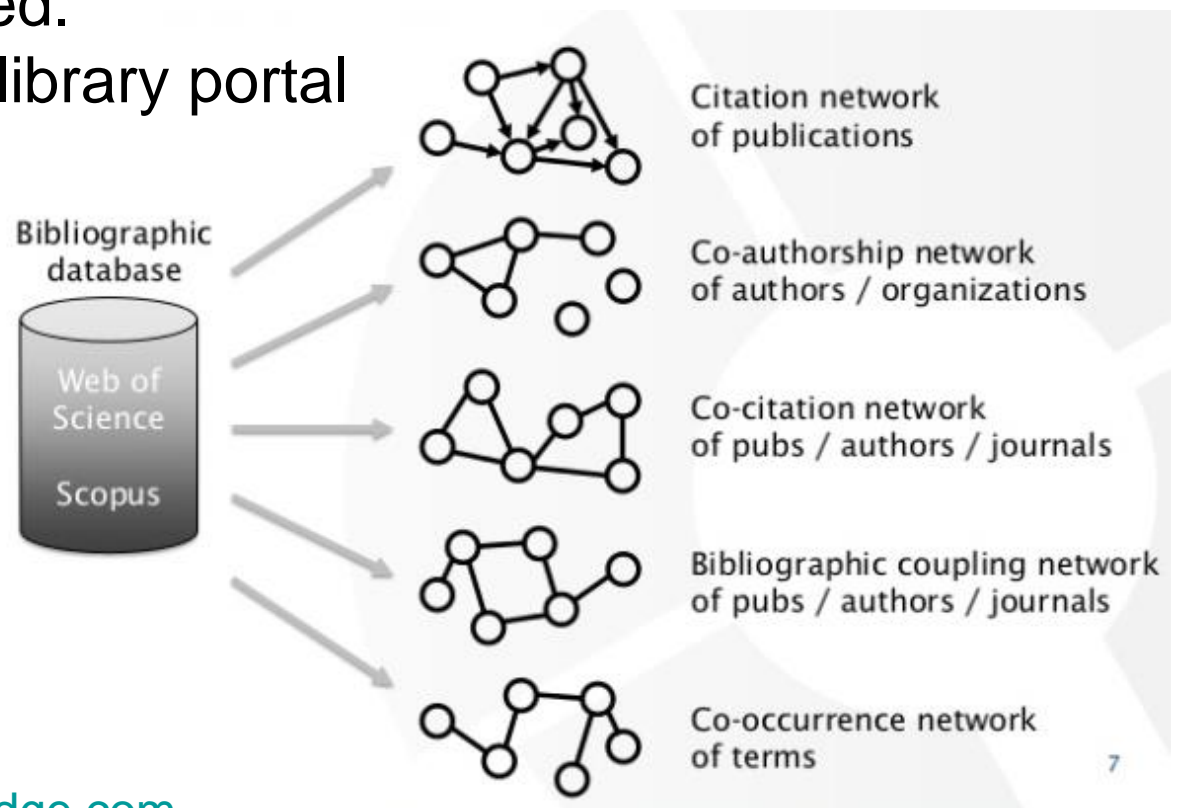 library portal
Bibliographic
database
Web of
Science
Scopus
Citation network
of publications
Co-authorship network
of authors / organizations
Co-citation network
of pubs / authors / journals
Bibliographic coupling network
of pubs / authors / journals
Co-occurrence network
of terms
7